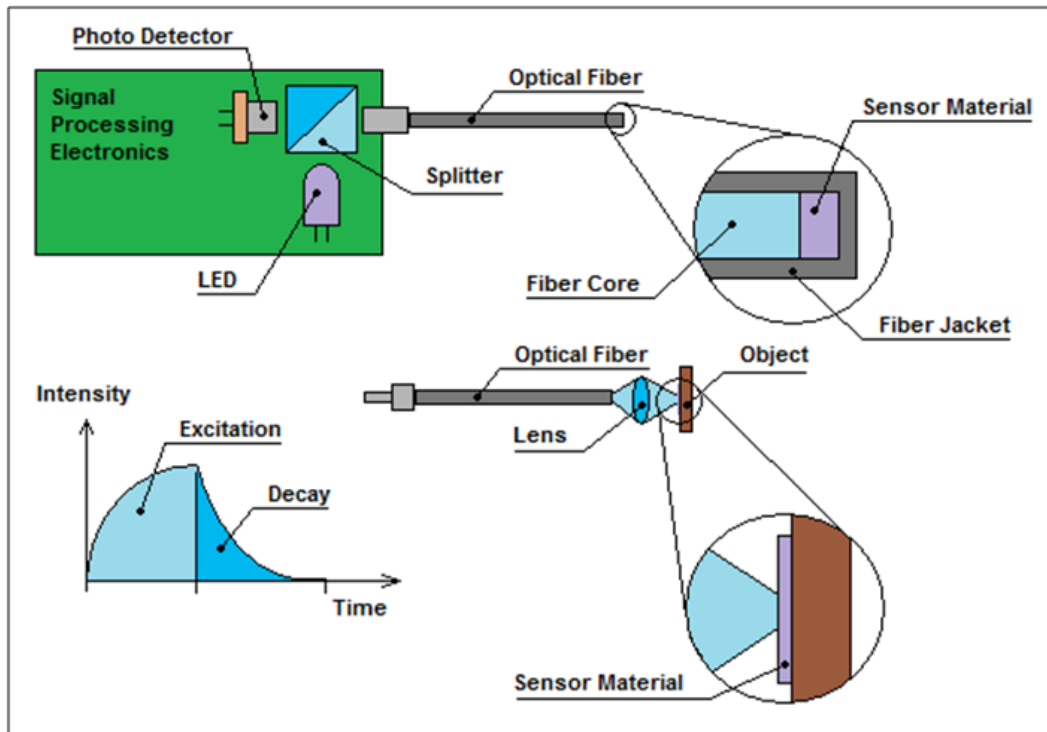 Photo Detector
Signal
Processing
Electronics
Optical Fiber
Sensor Material
Splitter
LED
Fiber Core
Fiber Jacket
Optical Fiber
Object
Intensity
Excitation
Lens
Decay
Time
Sensor Material